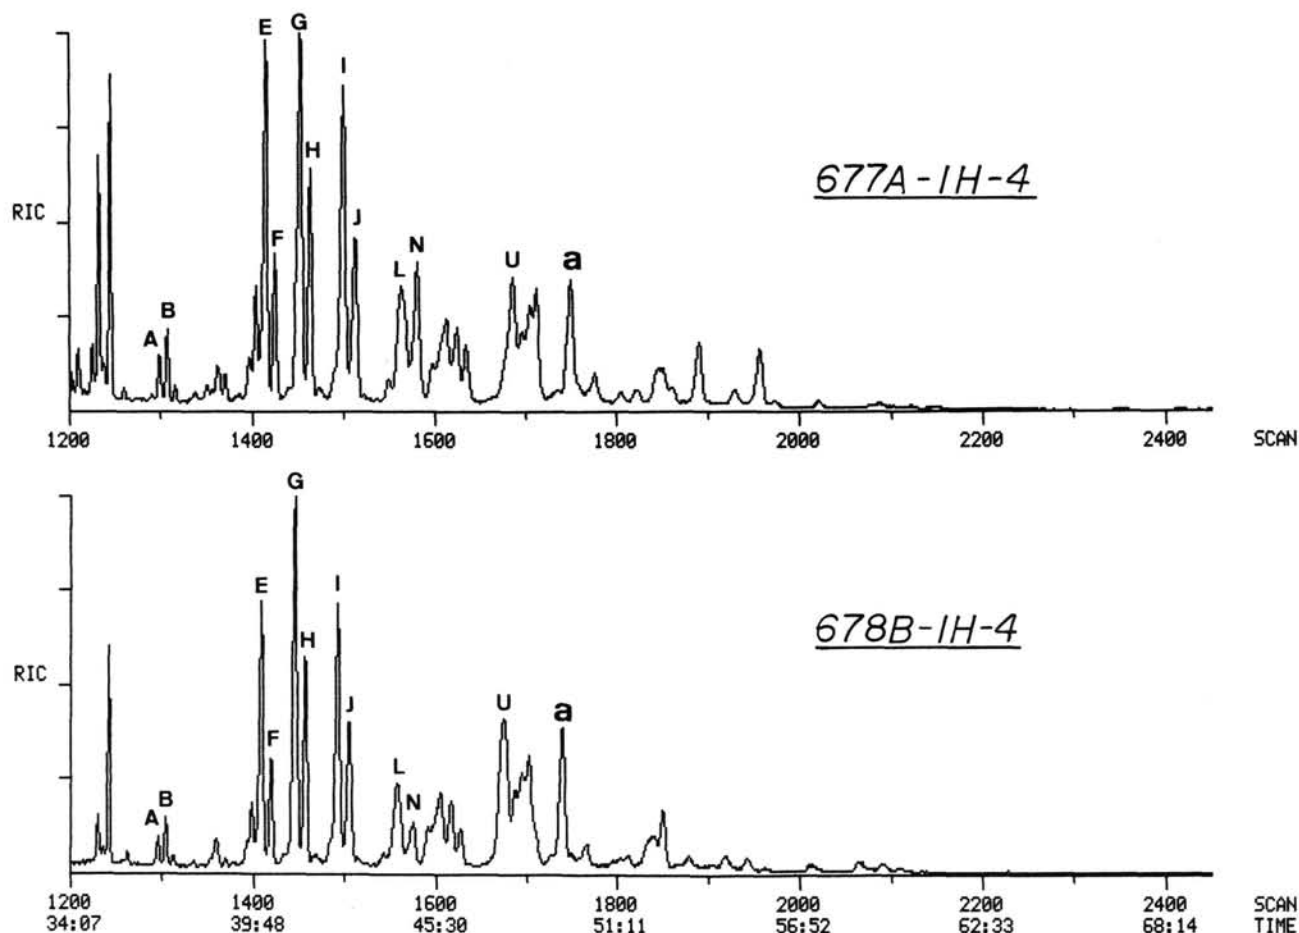 E G I H J F B A L N U a
RIC
677A-1H-4
1200 1400 1600 1800 2000 2200 2400 SCAN
G E I H J F B A L N U a
RIC
678B-1H-4
1200 1400 1600 1800 2000 2200 2400 SCAN
34:07 39:48 45:30 51:11 56:52 62:33 68:14 TIME